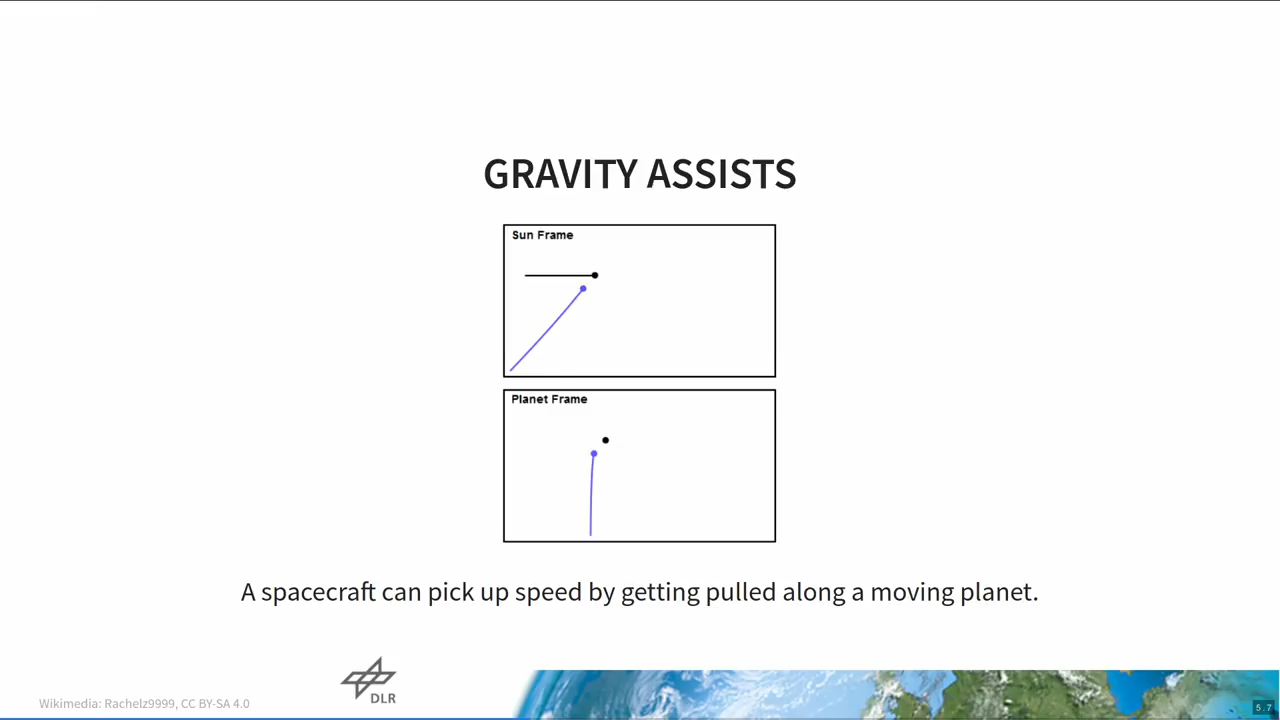 GRAVITY ASSISTS
Sun Frame
Planet Frame
A spacecraft can pick up speed by getting pulled along a moving planet.
DLR
Wikimedia: Rachelz9999, CC BY-SA 4.0
5.7